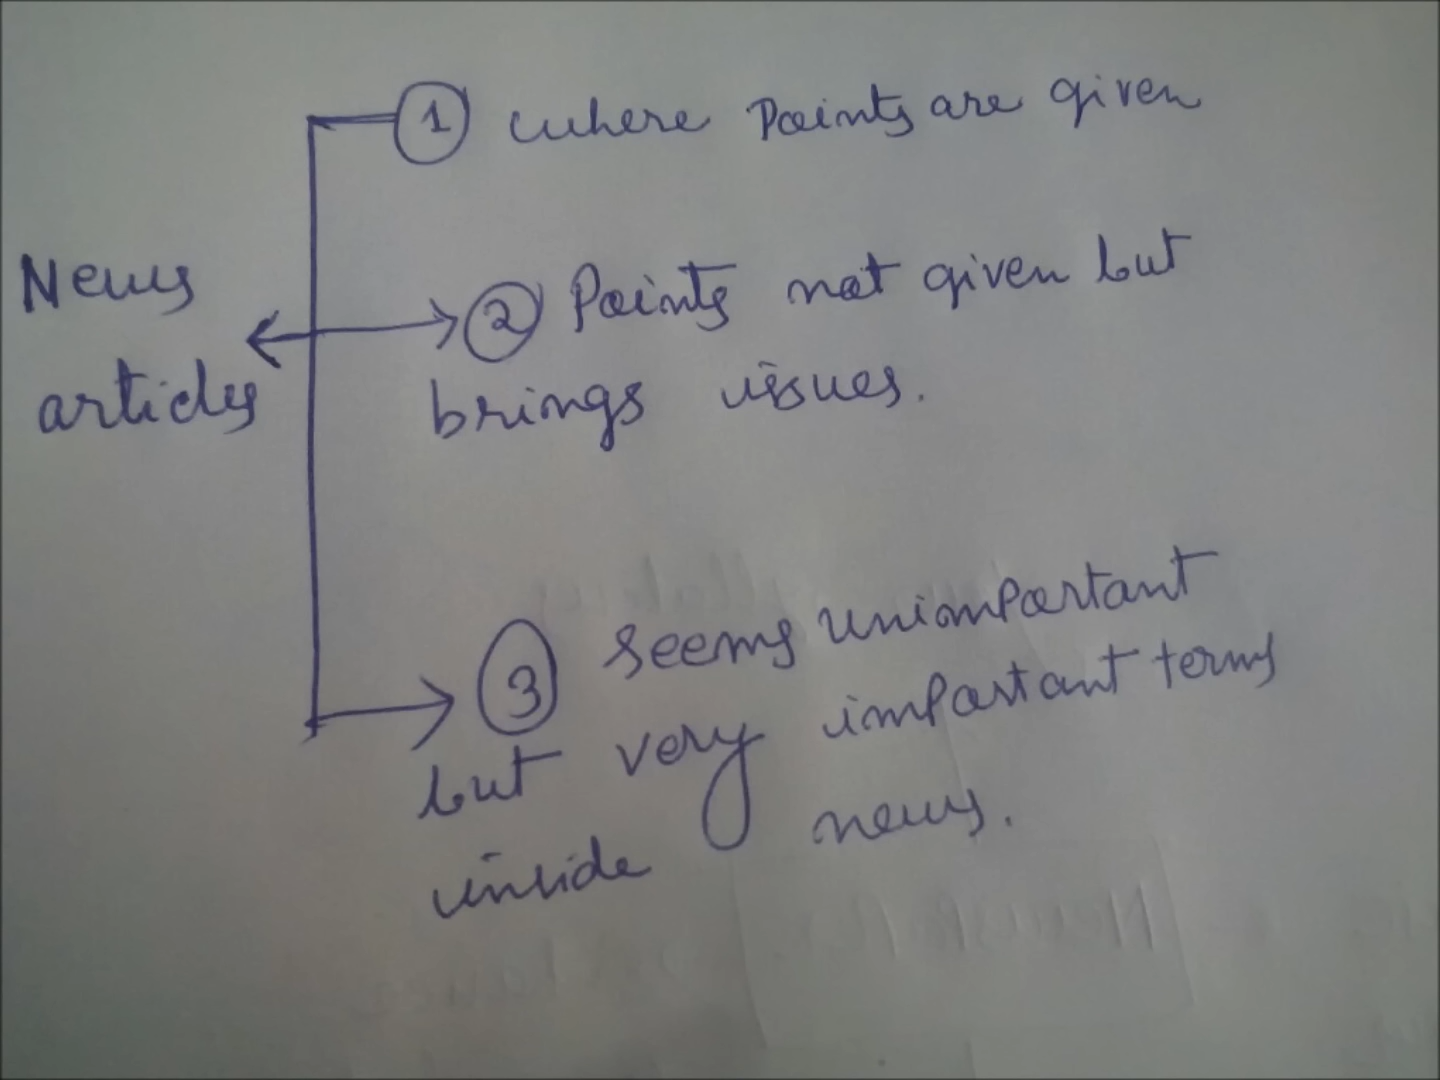 News
articles
1 where Points are given
2 Points not given but
brings issues.
3 seems unimportant
but very important terms
inside news.